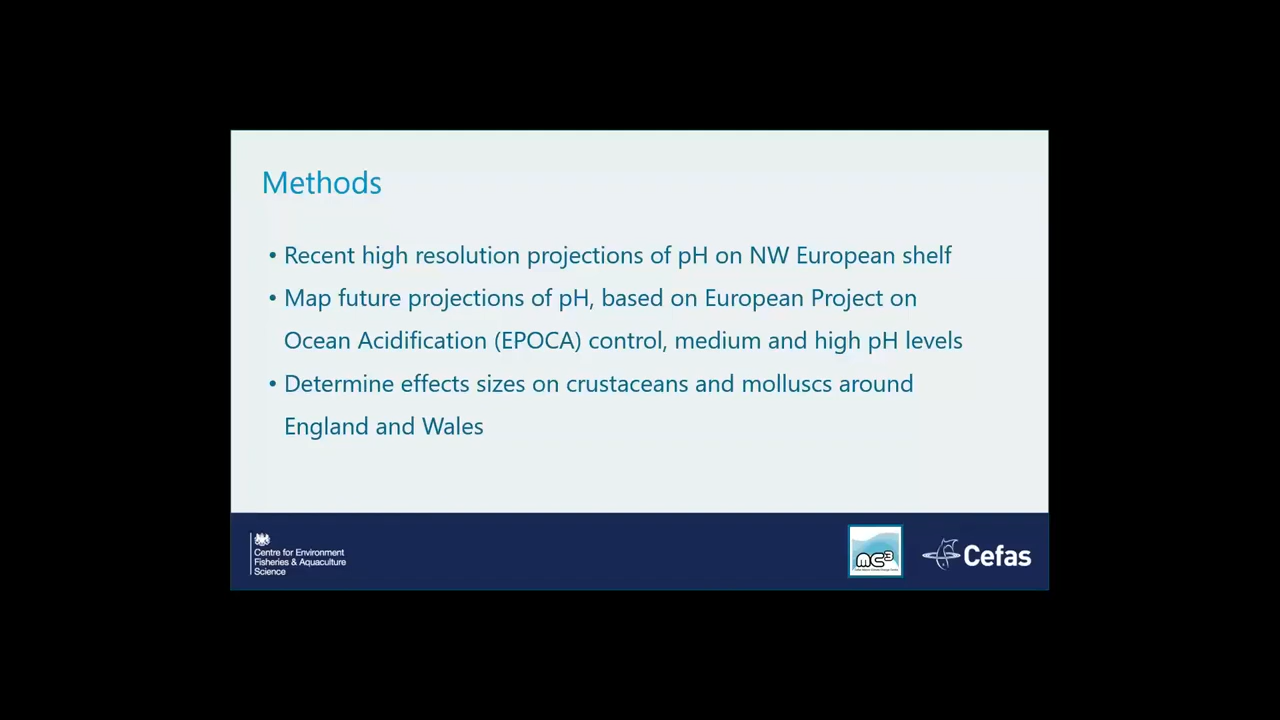 Methods
• Recent high resolution projections of pH on NW European shelf
• Map future projections of pH, based on European Project on
Ocean Acidification (EPOCA) control, medium and high pH levels
• Determine effects sizes on crustaceans and molluscs around
England and Wales
Centre for Environment
Fisheries & Aquaculture
Science
mc3
Cefas